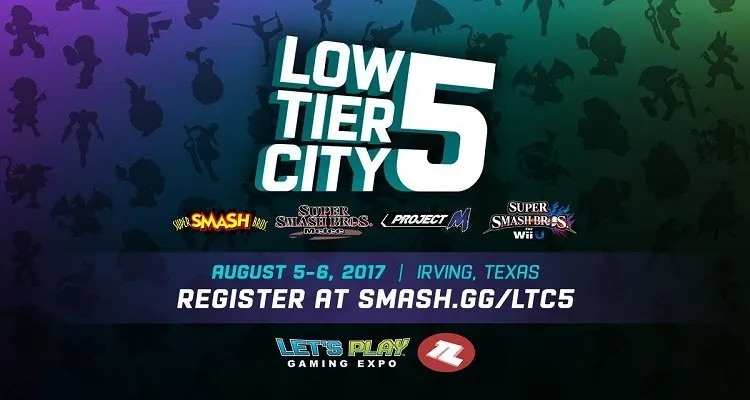 LOW
TIER
CITY
5
SUPER SMASH BROS
SUPER
SMASH BROS.
Melee
PROJECT M
SUPER
SMASH BROS.
for
Wii U
AUGUST 5-6, 2017 | IRVING, TEXAS
REGISTER AT SMASH.GG/LTC5
LET'S PLAY
GAMING EXPO